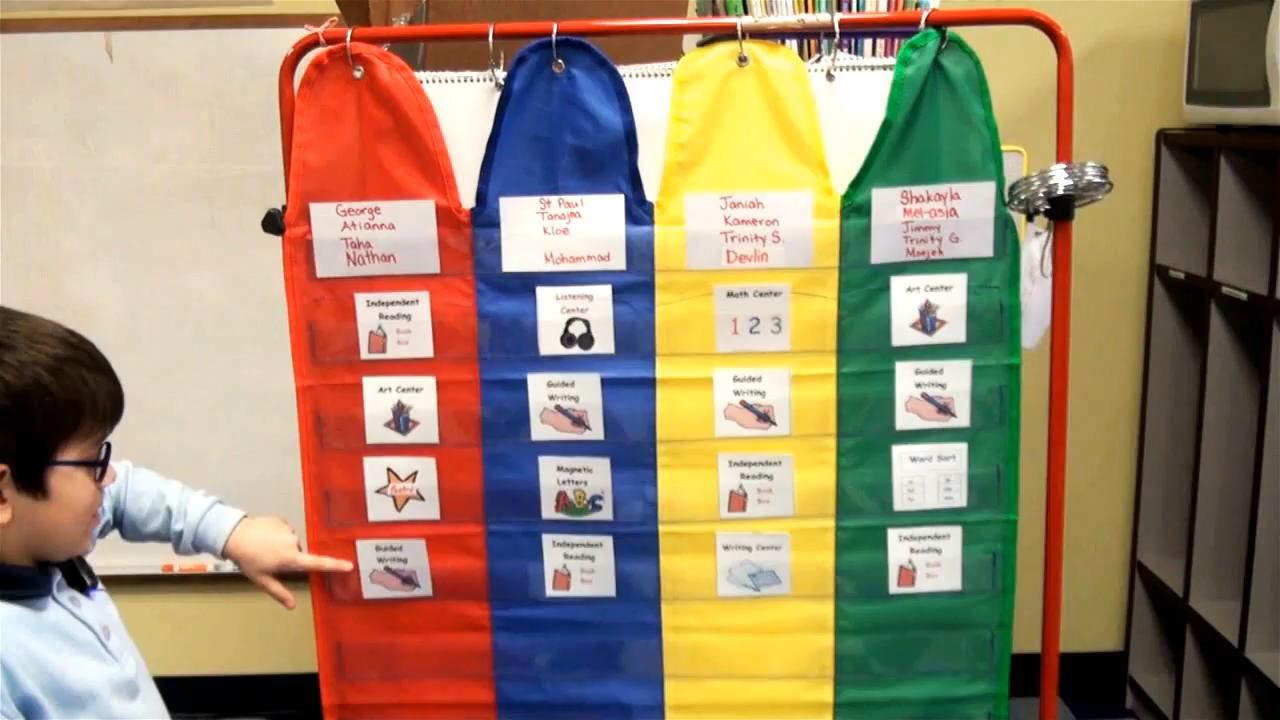 George
Atianna
Taha
Nathan
Independent
Reading
Book
Box
Art Center
Poetry
Guided
Writing
St Paul
Kloe
Mohammad
Listening
Center
Guided
Writing
Magnetic
Letters
ABC's
Independent
Reading
Book
Box
Janiah
Kameron
Trinity S.
Devlin
Math Center
1 2 3
Guided
Writing
Independent
Reading
Book
Box
Writing Center
Shakayla
Mel-asia
Jimmy
Trinity G.
Art Center
Guided
Writing
Word Sort
Independent
Reading
Book
Box